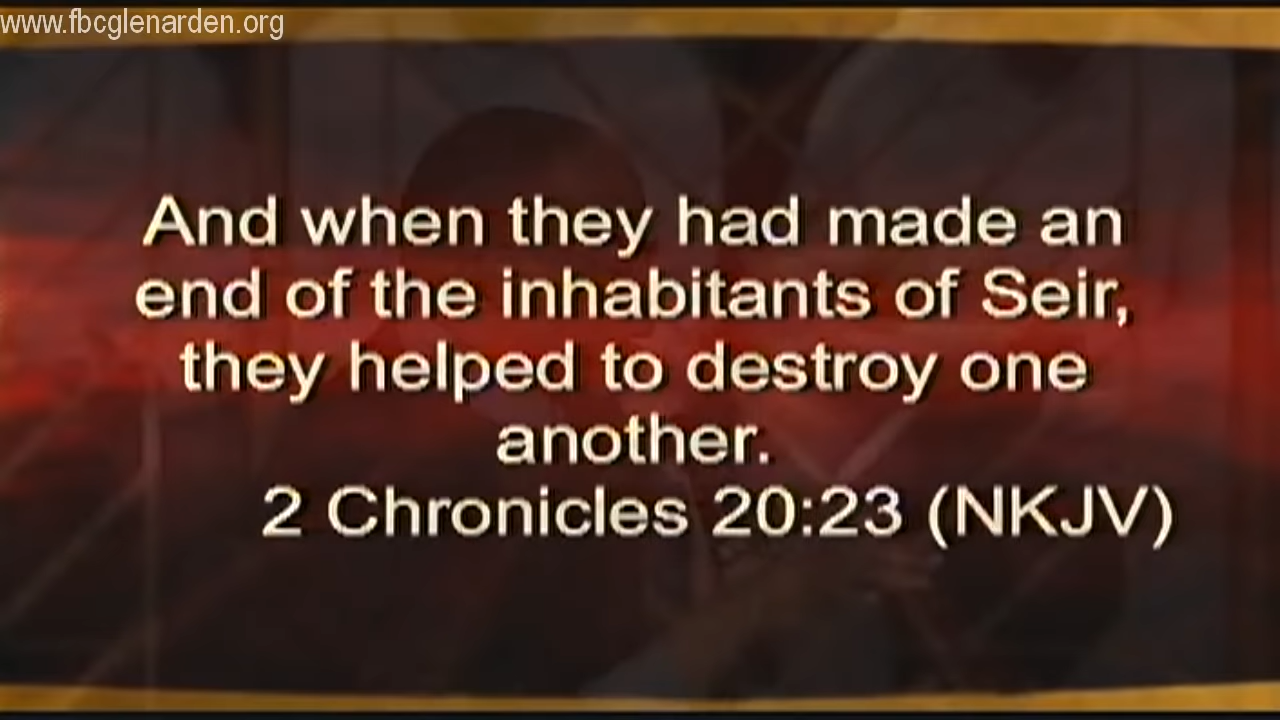 www.fbcglenarden.org
And when they had made an
end of the inhabitants of Seir,
they helped to destroy one
another.
2 Chronicles 20:23 (NKJV)